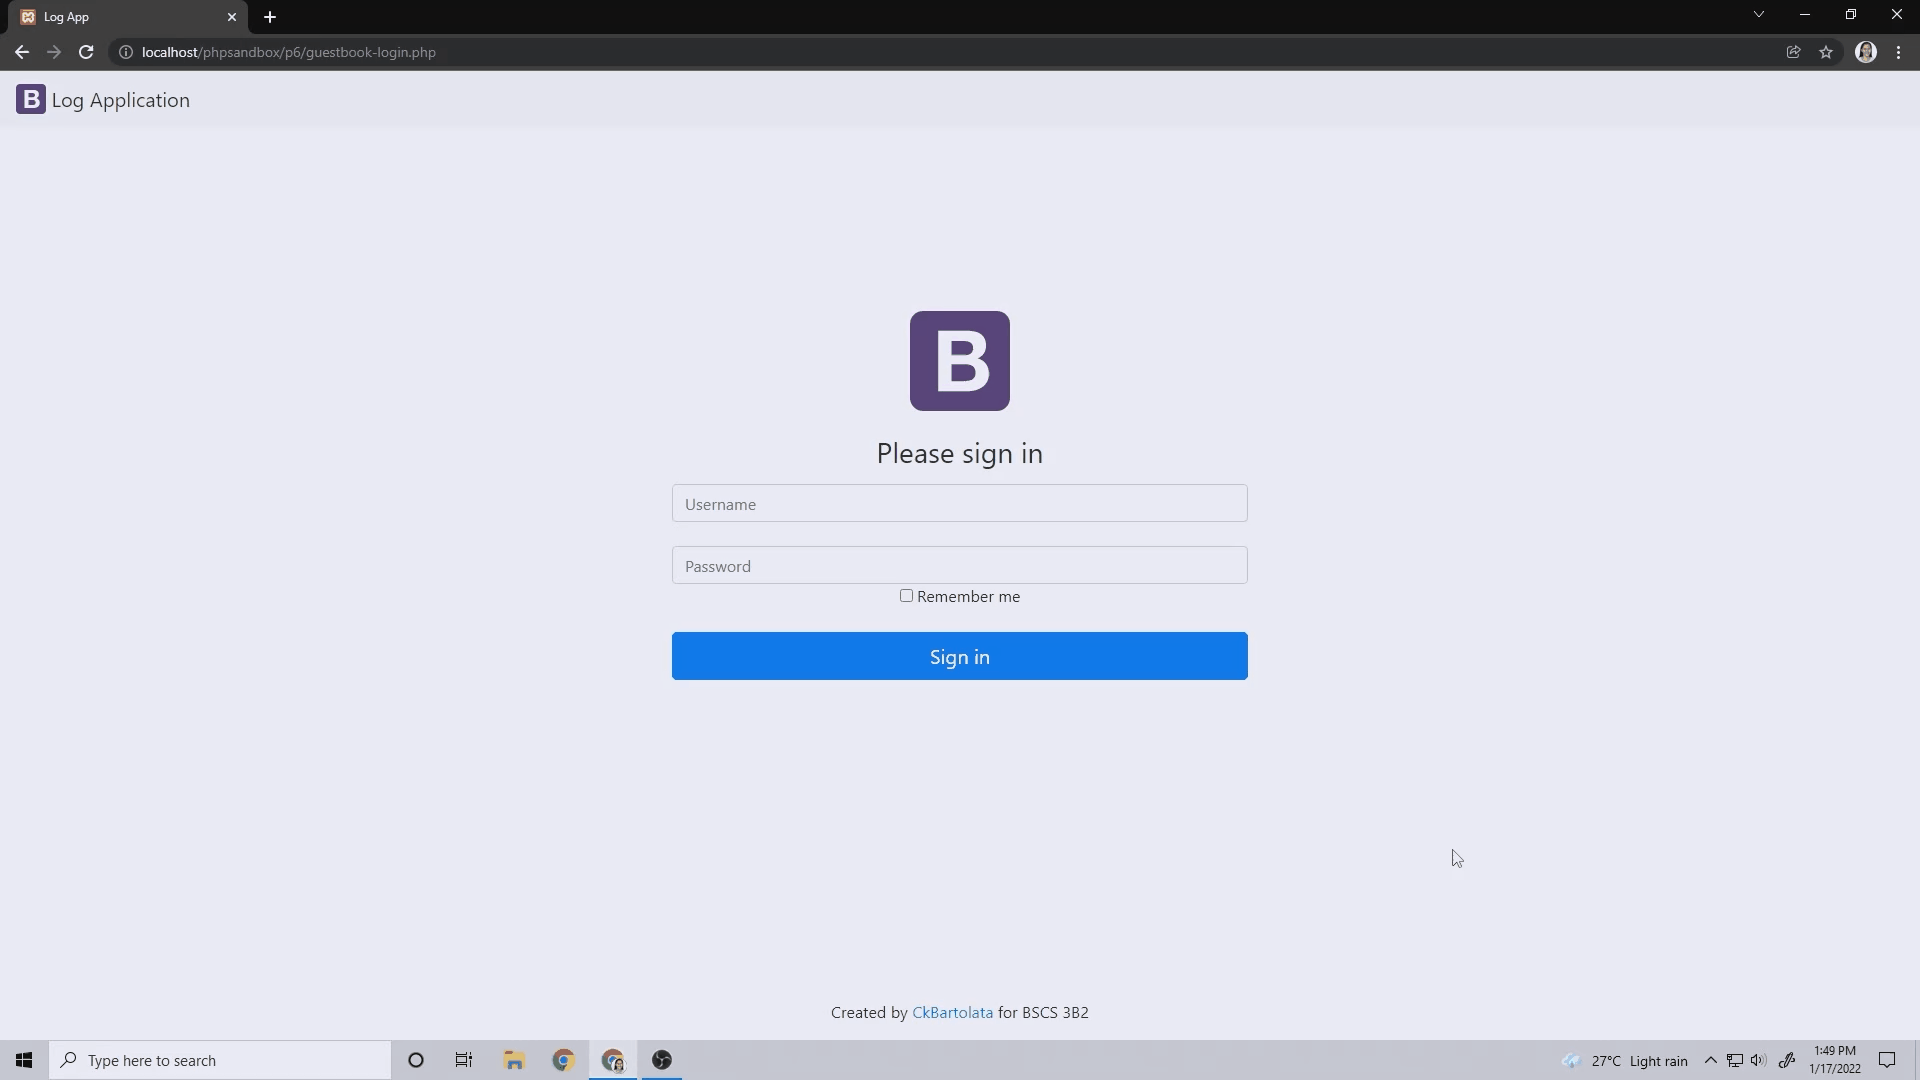 Log App
localhost/phpsandbox/p6/guestbook-login.php
B Log Application
B
Please sign in
Username
Password
Remember me
Sign in
Created by CkBartolata for BSCS 3B2
Type here to search
27°C Light rain
1:49 PM
1/17/2022